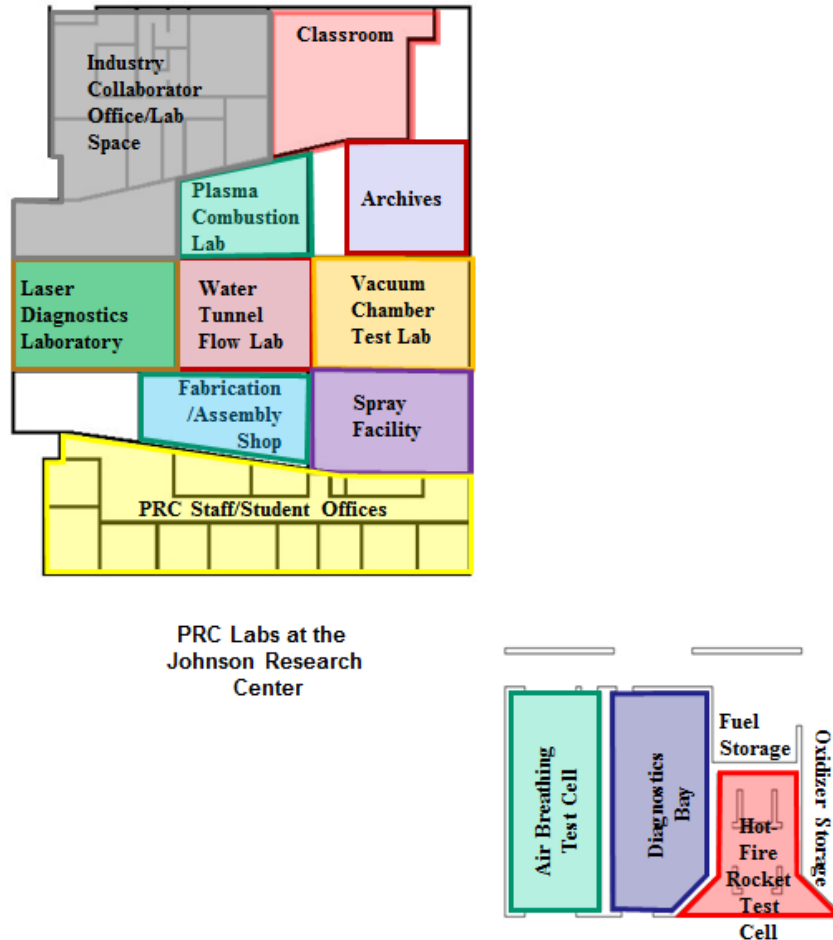 Classroom
Industry
Collaborator
Office/Lab
Space
Plasma
Combustion
Lab
Archives
Laser
Diagnostics
Laboratory
Water
Tunnel
Flow Lab
Vacuum
Chamber
Test Lab
Fabrication
/Assembly
Shop
Spray
Facility
PRC Staff/Student Offices
PRC Labs at the
Johnson Research
Center
Air Breathing
Test Cell
Diagnostics
Bay
Fuel
Storage
Oxidizer Storage
Hot-
Fire
Rocket
Test
Cell